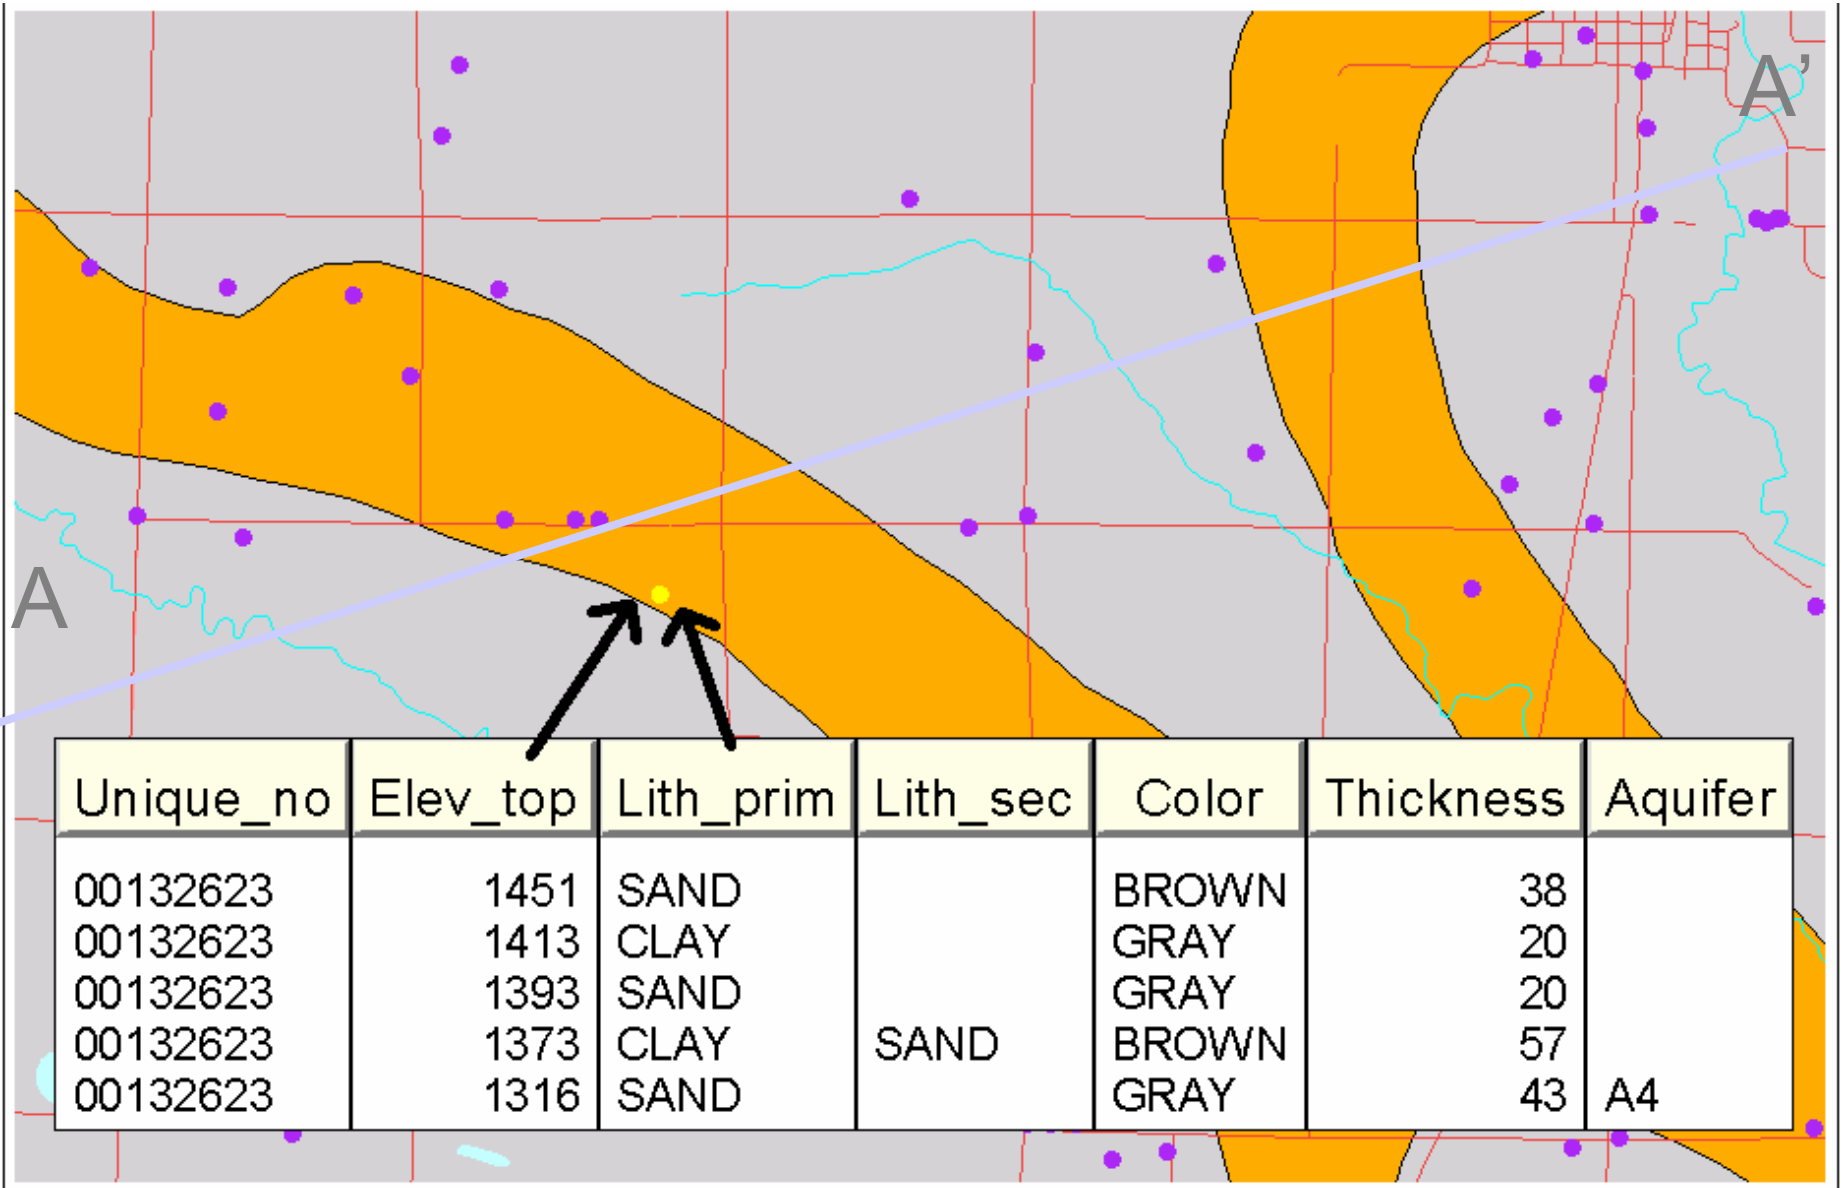 A’
A
Unique_no Elev_top Lith_prim Lith_sec Color Thickness Aquifer
00132623 1451 SAND BROWN 38
00132623 1413 CLAY GRAY 20
00132623 1393 SAND GRAY 20
00132623 1373 CLAY SAND BROWN 57
00132623 1316 SAND GRAY 43 A4